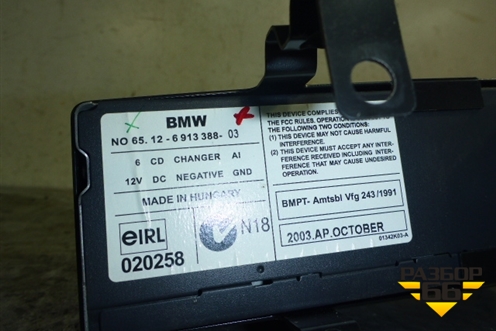 BMW
NO 65. 12 - 6 913 388 - 03
6 CD CHANGER AI
12V DC NEGATIVE GND
MADE IN HUNGARY
eIRL
020258
N18
THIS DEVICE COMPLIES
FCC RULES. OPERATION
THE FOLLOWING TWO CONDITIONS:
(1) THIS DEVICE MAY NOT CAUSE HARMFUL
INTERFERENCE
(2) THIS DEVICE MUST ACCEPT ANY INTER-
FERENCE RECEIVED, INCLUDING INTER-
FERENCE THAT MAY CAUSE UNDESIRED
OPERATION.
BMPT- Amtsbl Vfg 243/1991
2003.AP.OCTOBER
01342K03-A
РАЗБОР
66